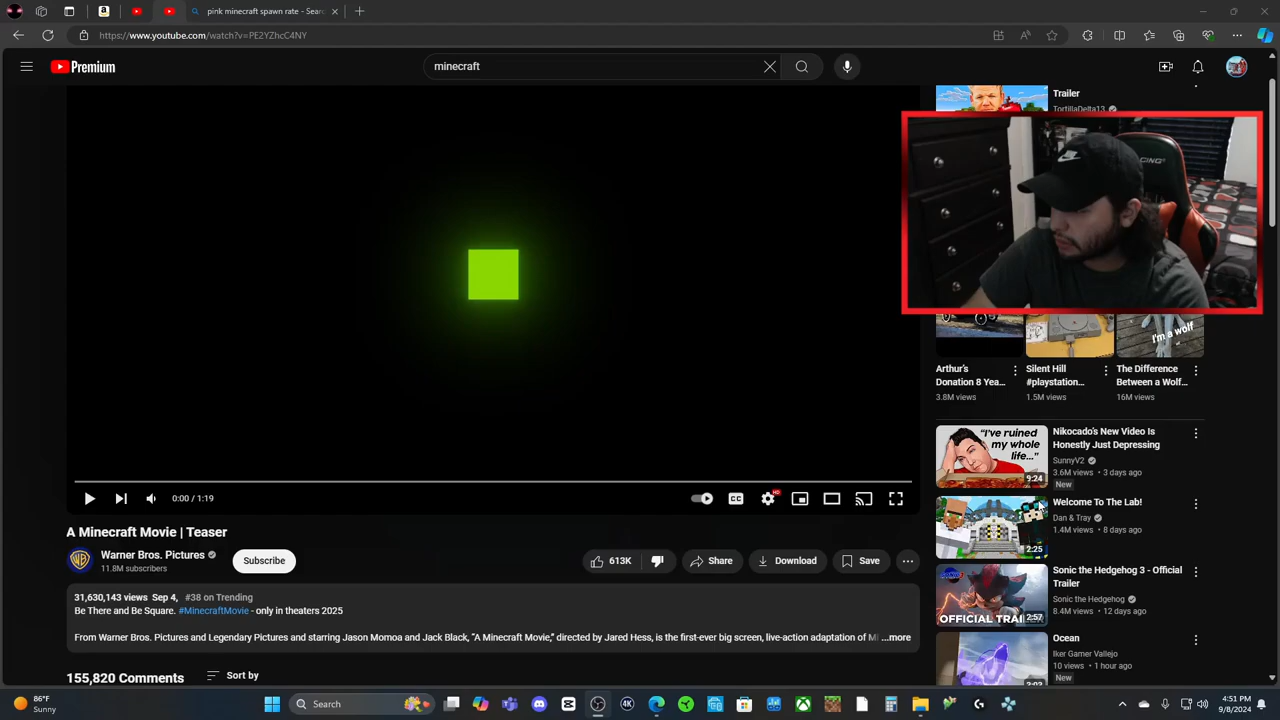 pink minecraft spawn rate - Sear
https://www.youtube.com/watch?v=PE2YZhcC4NY
Premium
minecraft
Trailer
TortillaDelta13
CING
I'm a wolf
Arthur's
Donation 8 Yea...
3.8M views
Silent Hill
#playstation...
1.5M views
The Difference
Between a Wolf...
16M views
"I've ruined
my whole
life..."
9:24
Nikocado's New Video Is
Honestly Just Depressing
SunnyV2
3.6M views • 3 days ago
New
2:25
Welcome To The Lab!
Dan & Tray
1.4M views • 8 days ago
OFFICIAL TRAI
2:57
Sonic the Hedgehog 3 - Official
Trailer
Sonic the Hedgehog
8.4M views • 12 days ago
Ocean
Iker Gamer Vallejo
10 views • 1 hour ago
New
0:00 / 1:19
CC
HD
A Minecraft Movie | Teaser
Warner Bros. Pictures
11.8M subscribers
Subscribe
613K
Share
Download
Save
31,630,143 views Sep 4, #38 on Trending
Be There and Be Square. #MinecraftMovie - only in theaters 2025
From Warner Bros. Pictures and Legendary Pictures and starring Jason Momoa and Jack Black, "A Minecraft Movie," directed by Jared Hess, is the first-ever big screen, live-action adaptation of Mi ...more
155,820 Comments
Sort by
86°F
Sunny
Search
4K
4:51 PM
9/8/2024